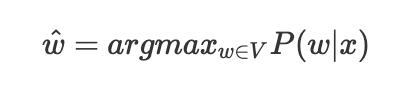 ŵ = argmax_{w∈V} P(w|x)